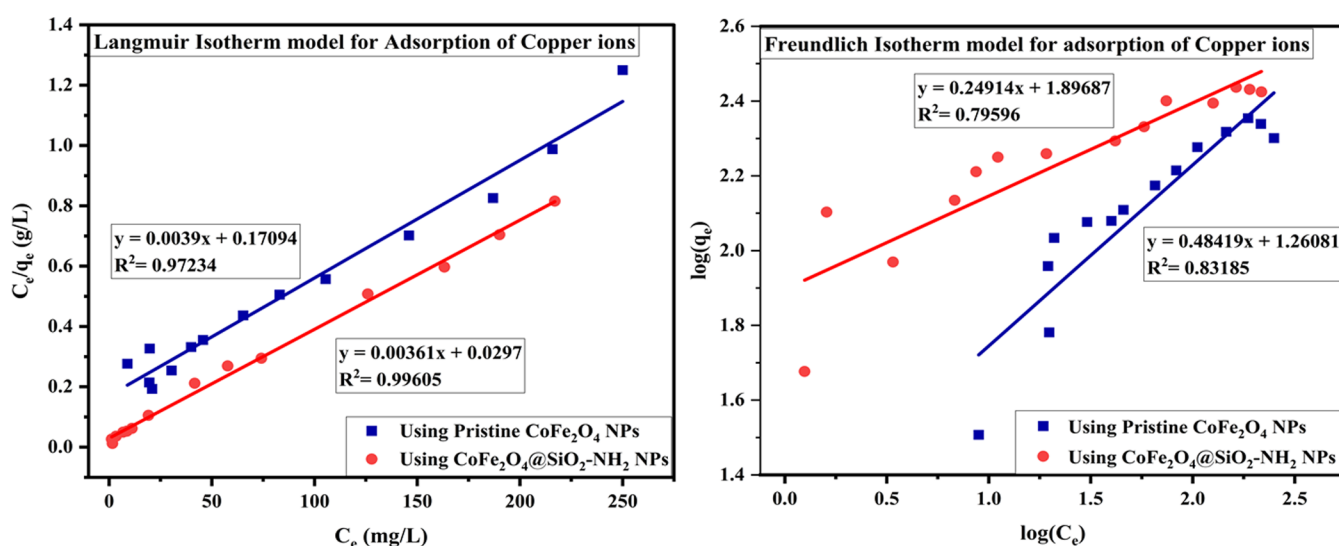 Langmuir Isotherm model for Adsorption of Copper ions
1.4
1.2
1.0
0.8
0.6
0.4
0.2
0.0
Cₑ/qₑ (g/L)
y = 0.0039x + 0.17094
R²= 0.97234
y = 0.00361x + 0.0297
R²= 0.99605
Using Pristine CoFe₂O₄ NPs
Using CoFe₂O₄@SiO₂-NH₂ NPs
0 50 100 150 200 250
Cₑ (mg/L)
Freundlich Isotherm model for adsorption of Copper ions
2.6
2.4
2.2
2.0
1.8
1.6
1.4
log(qₑ)
y = 0.24914x + 1.89687
R²= 0.79596
y = 0.48419x + 1.26081
R²= 0.83185
Using Pristine CoFe₂O₄ NPs
Using CoFe₂O₄@SiO₂-NH₂ NPs
0.0 0.5 1.0 1.5 2.0 2.5
log(Cₑ)